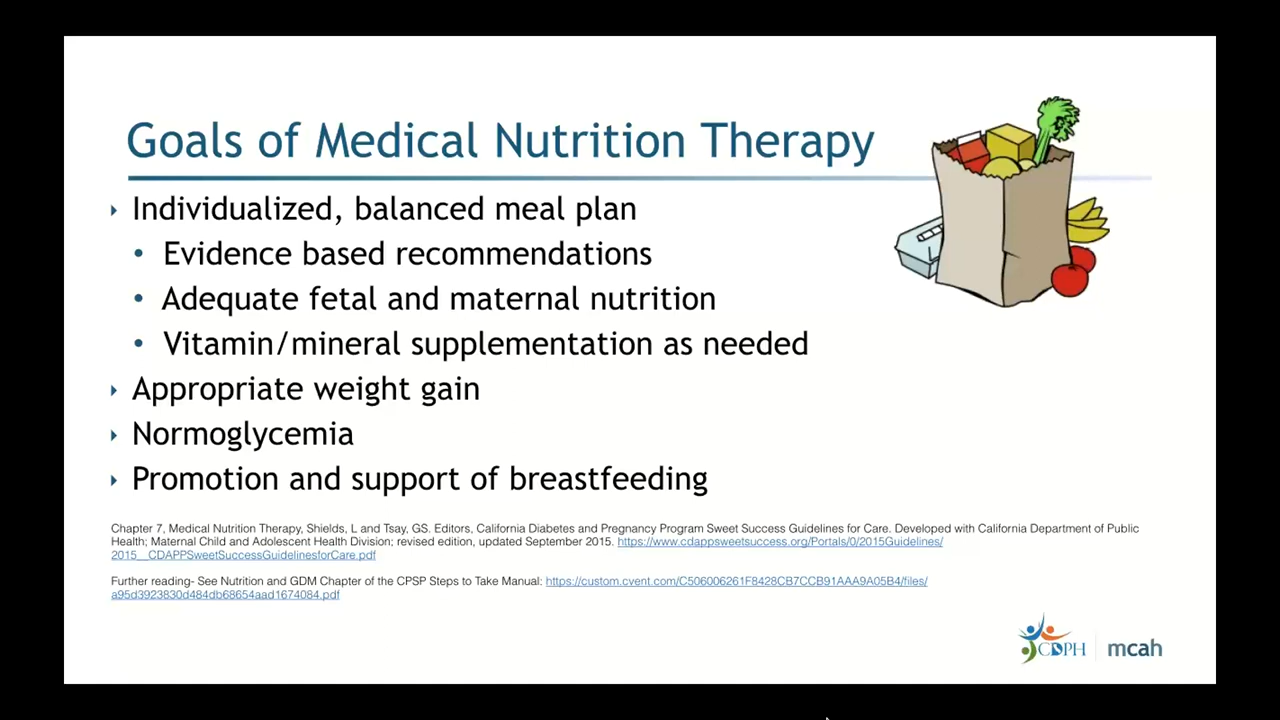 Goals of Medical Nutrition Therapy
Individualized, balanced meal plan
Evidence based recommendations
Adequate fetal and maternal nutrition
Vitamin/mineral supplementation as needed
Appropriate weight gain
Normoglycemia
Promotion and support of breastfeeding
Chapter 7, Medical Nutrition Therapy, Shields, L and Tsay, GS. Editors, California Diabetes and Pregnancy Program Sweet Success Guidelines for Care. Developed with California Department of Public
Health; Maternal Child and Adolescent Health Division; revised edition, updated September 2015. https://www.cdappsweetsuccess.org/Portals/0/2015Guidelines/
2015__CDAPPSweetSuccessGuidelinesforCare.pdf
Further reading- See Nutrition and GDM Chapter of the CPSP Steps to Take Manual: https://custom.cvent.com/C506006261F8428CB7CCB91AAA9A05B4/files/
a95d3923830d484db68654aad1674084.pdf
CDPH mcah